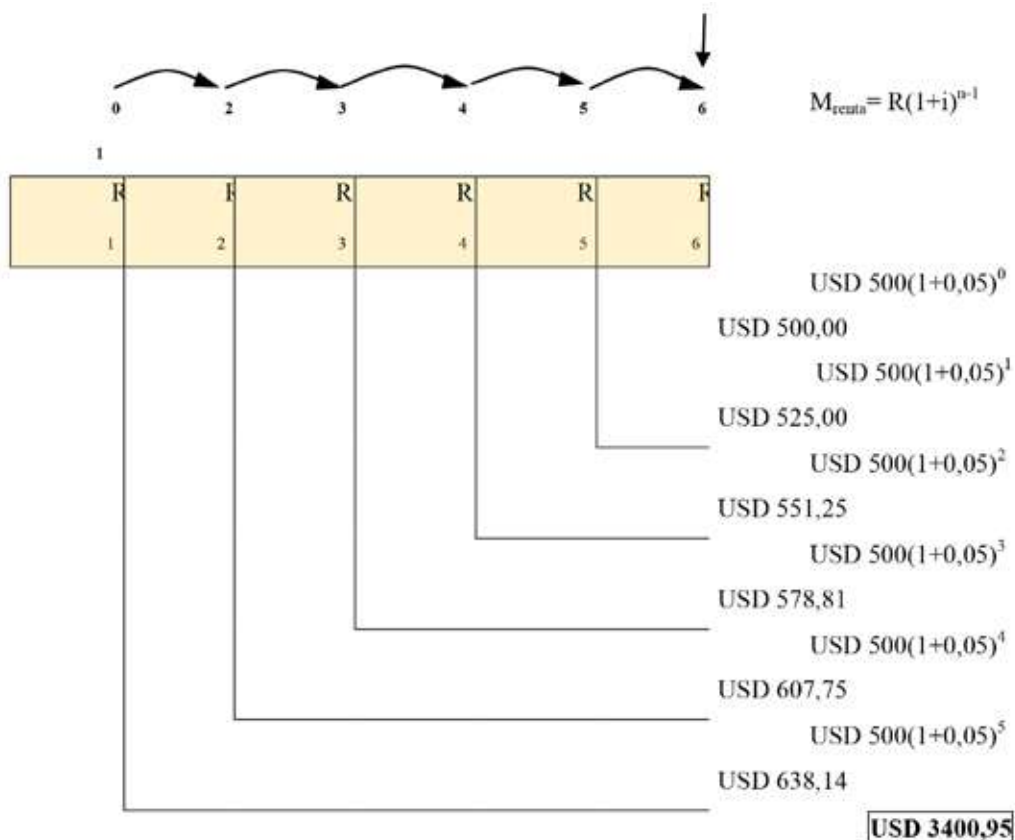 0 2 3 4 5 6
M_renta= R(1+i)^n-1
1
R R R R R R
1 2 3 4 5 6
USD 500(1+0,05)^0
USD 500,00
USD 500(1+0,05)^1
USD 525,00
USD 500(1+0,05)^2
USD 551,25
USD 500(1+0,05)^3
USD 578,81
USD 500(1+0,05)^4
USD 607,75
USD 500(1+0,05)^5
USD 638,14
USD 3400,95